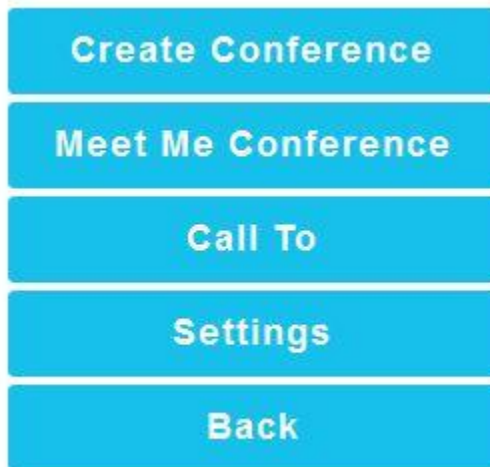 Create Conference
Meet Me Conference
Call To
Settings
Back